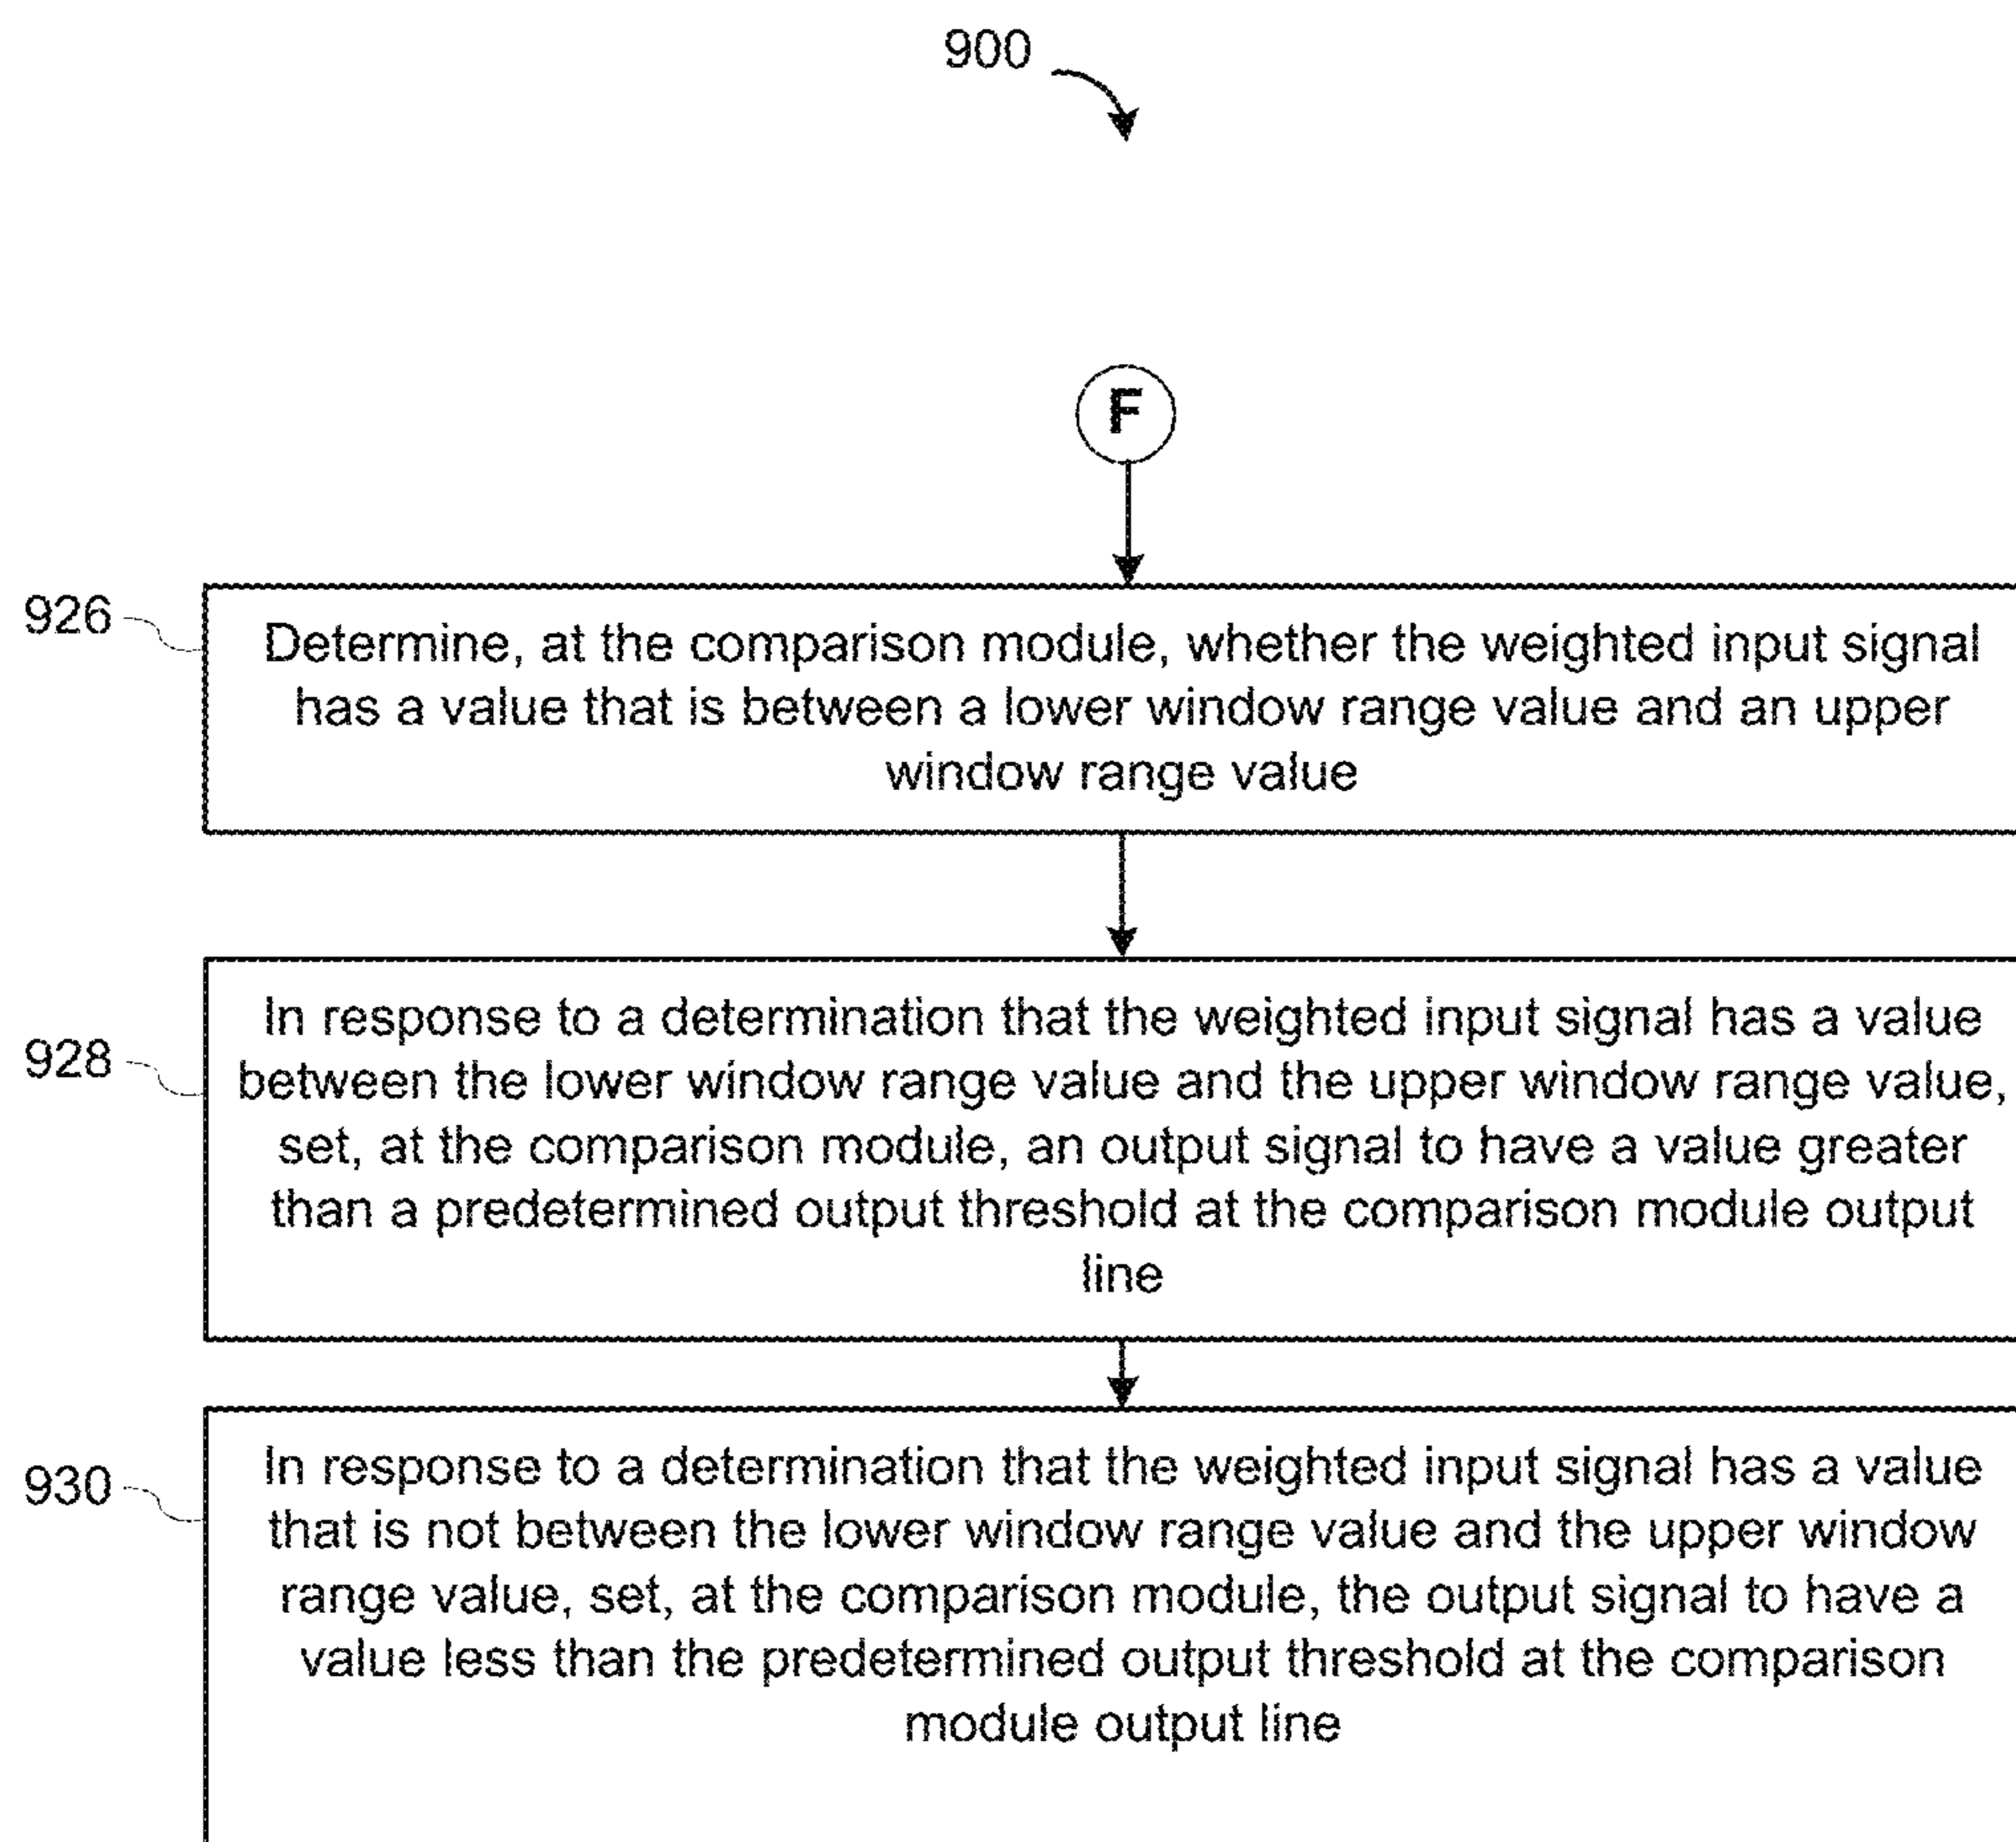 900
F
926
Determine, at the comparison module, whether the weighted input signal
has a value that is between a lower window range value and an upper
window range value
928
In response to a determination that the weighted input signal has a value
between the lower window range value and the upper window range value,
set, at the comparison module, an output signal to have a value greater
than a predetermined output threshold at the comparison module output
line
930
In response to a determination that the weighted input signal has a value
that is not between the lower window range value and the upper window
range value, set, at the comparison module, the output signal to have a
value less than the predetermined output threshold at the comparison
module output line